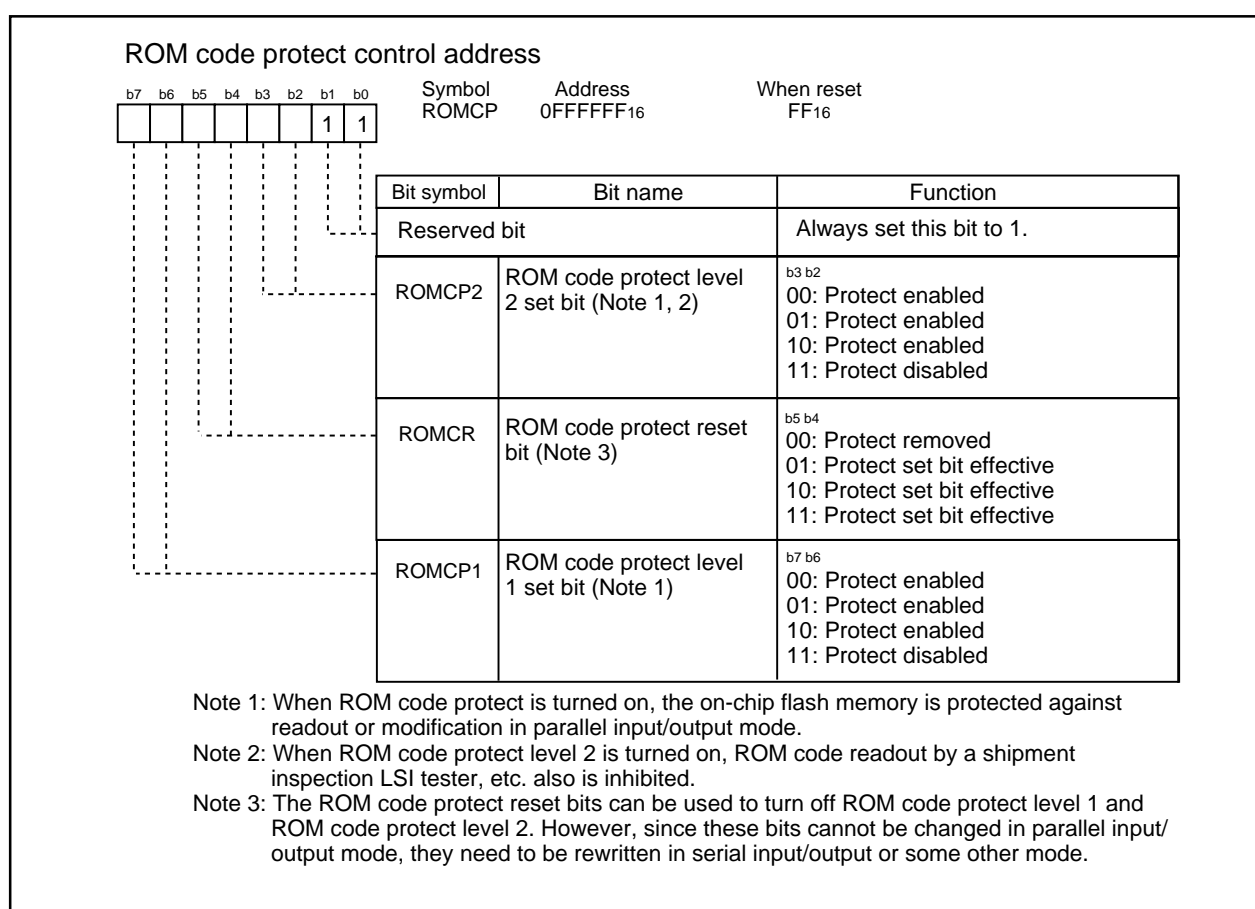 ROM code protect control address
b7 b6 b5 b4 b3 b2 b1 b0
1 1
Symbol Address When reset
ROMCP 0FFFFFF16 FF16
Bit symbol Bit name Function
Reserved bit Always set this bit to 1.
ROMCP2 ROM code protect level
2 set bit (Note 1, 2)
b3 b2
00: Protect enabled
01: Protect enabled
10: Protect enabled
11: Protect disabled
ROMCR ROM code protect reset
bit (Note 3)
b5 b4
00: Protect removed
01: Protect set bit effective
10: Protect set bit effective
11: Protect set bit effective
ROMCP1 ROM code protect level
1 set bit (Note 1)
b7 b6
00: Protect enabled
01: Protect enabled
10: Protect enabled
11: Protect disabled
Note 1: When ROM code protect is turned on, the on-chip flash memory is protected against
readout or modification in parallel input/output mode.
Note 2: When ROM code protect level 2 is turned on, ROM code readout by a shipment
inspection LSI tester, etc. also is inhibited.
Note 3: The ROM code protect reset bits can be used to turn off ROM code protect level 1 and
ROM code protect level 2. However, since these bits cannot be changed in parallel input/
output mode, they need to be rewritten in serial input/output or some other mode.